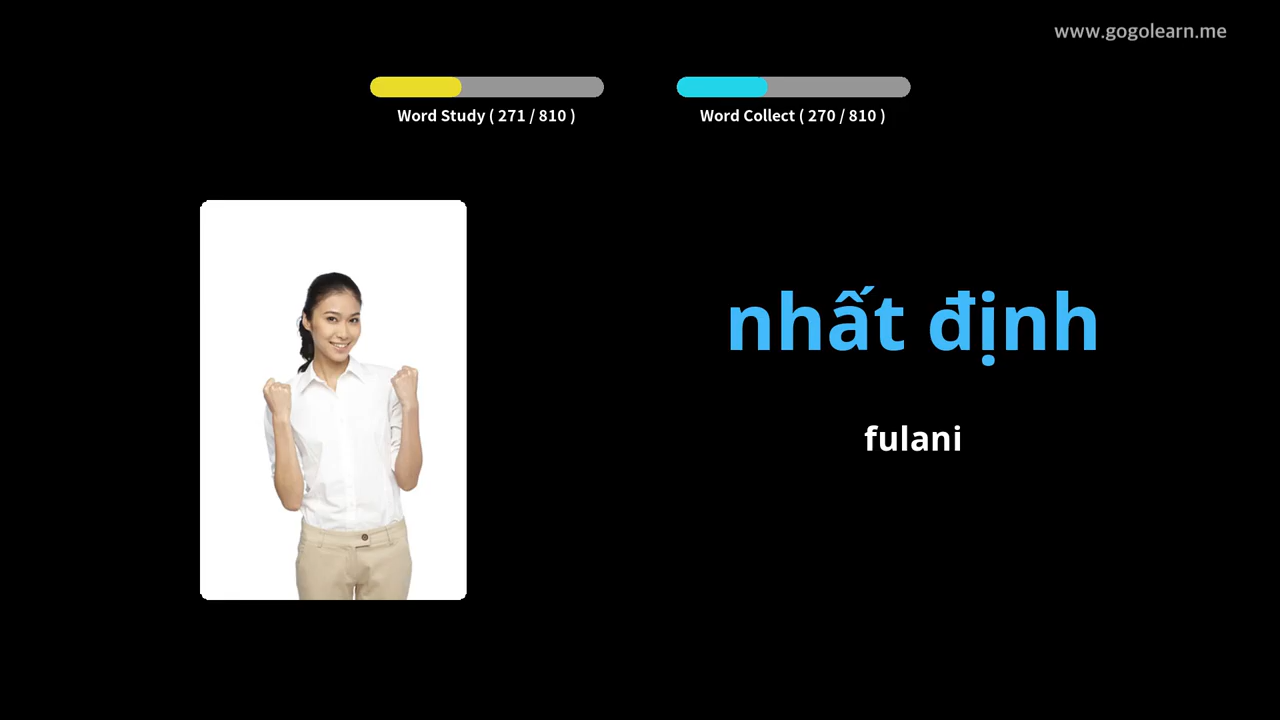 www.gogolearn.me
Word Study ( 271 / 810 )
Word Collect ( 270 / 810 )
nhất định
fulani